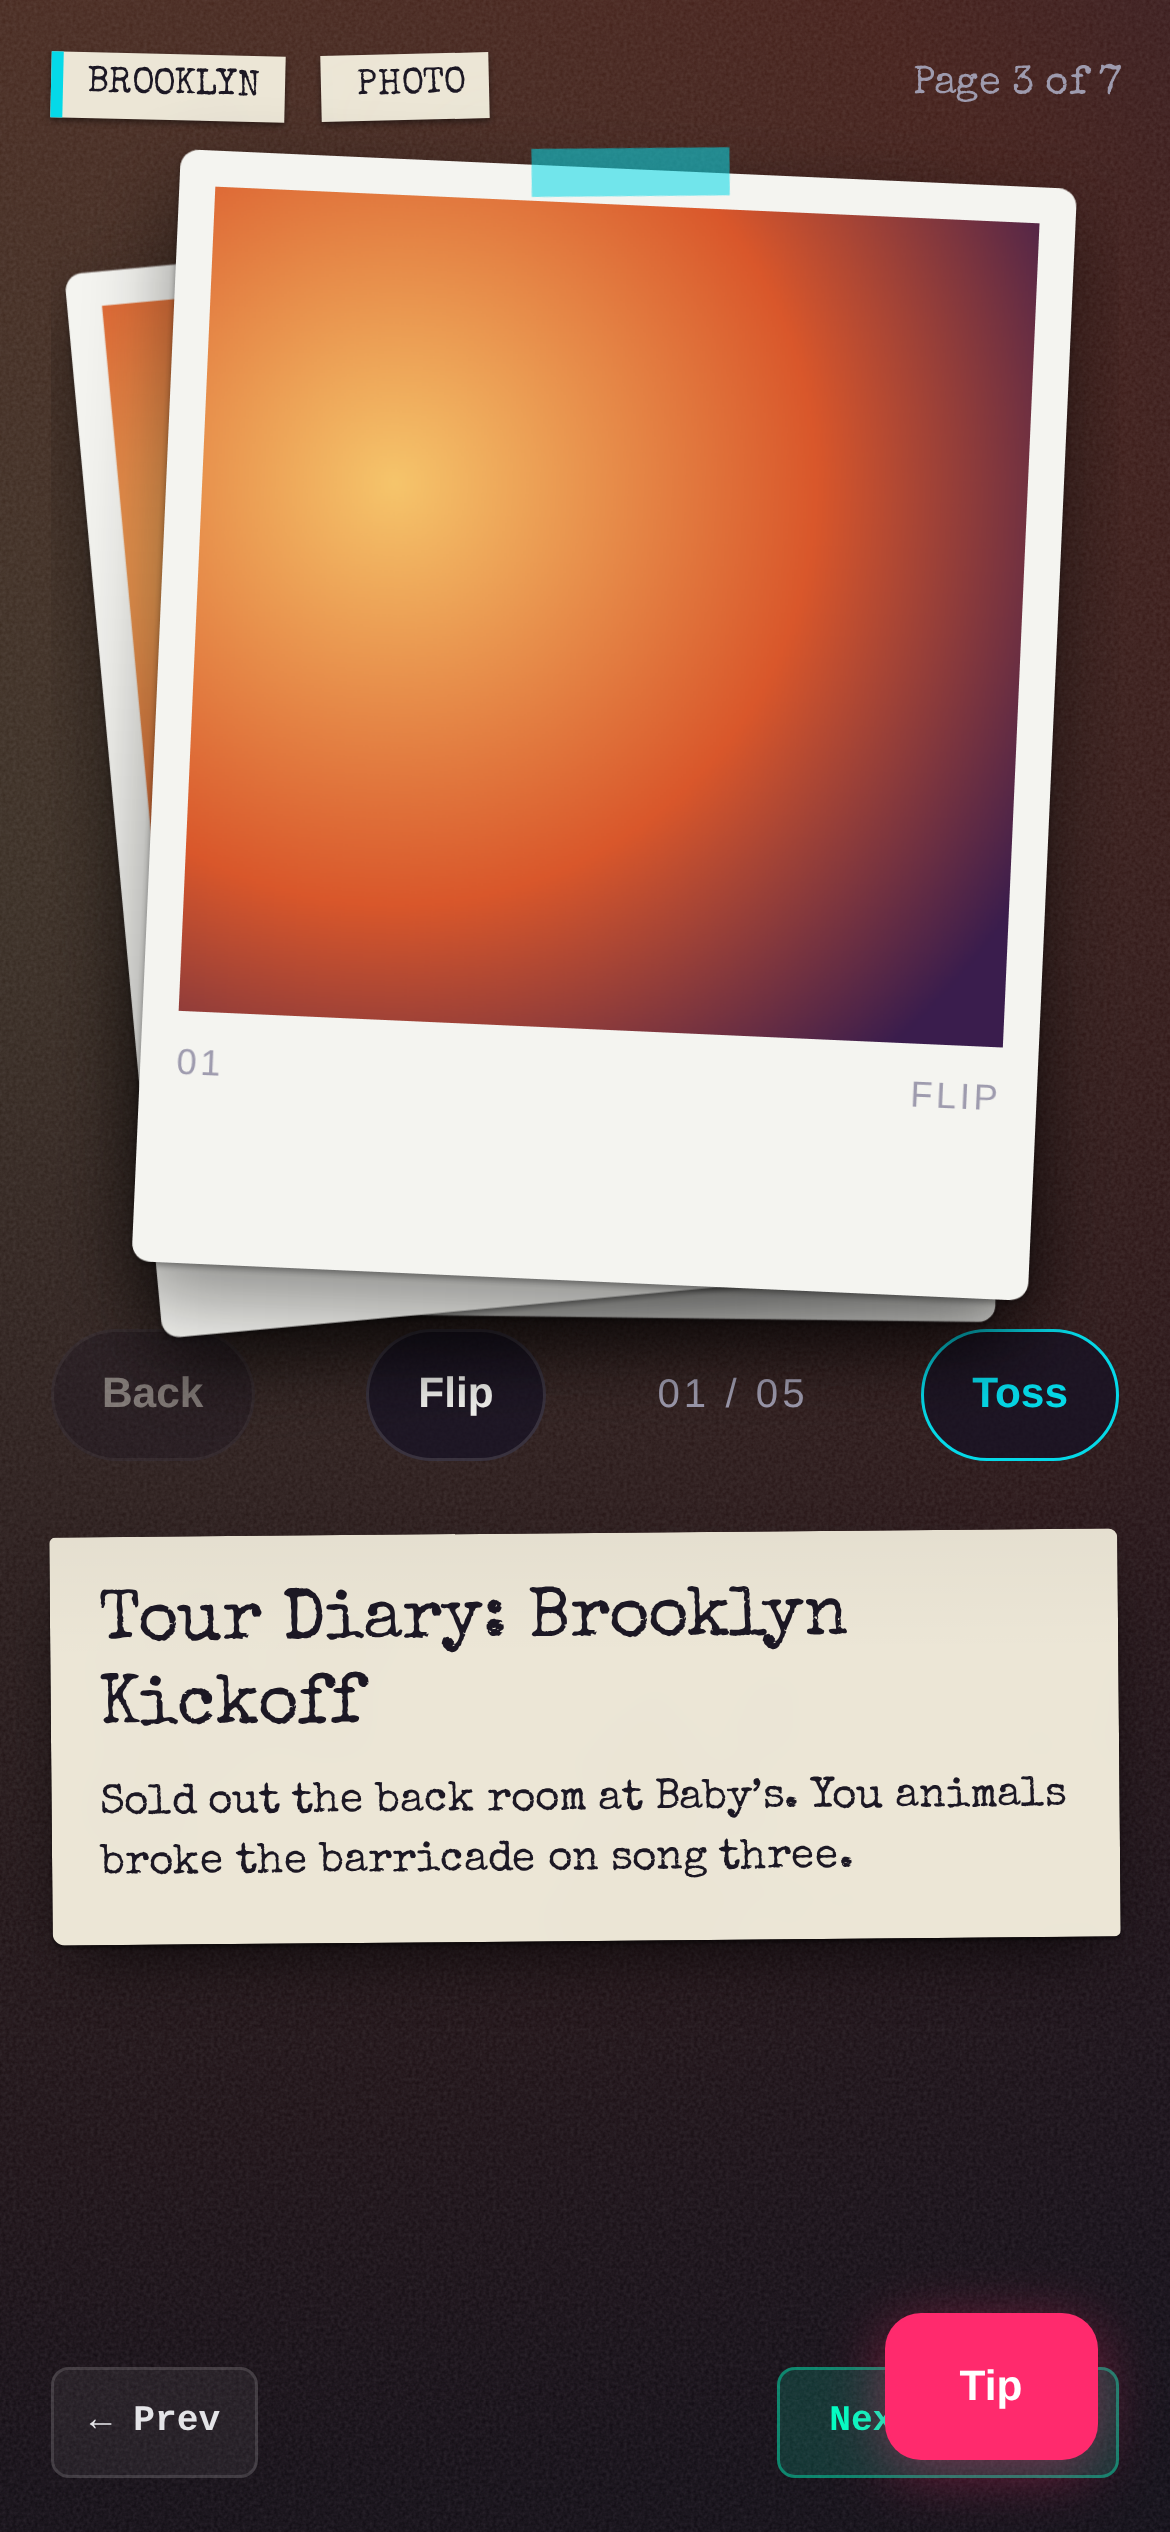 BROOKLYN PHOTO Page 3 of 7
01
FLIP
Back Flip 01 / 05 Toss
Tour Diary: Brooklyn
Kickoff
Sold out the back room at Baby’s. You animals
broke the barricade on song three.
Tip
← Prev